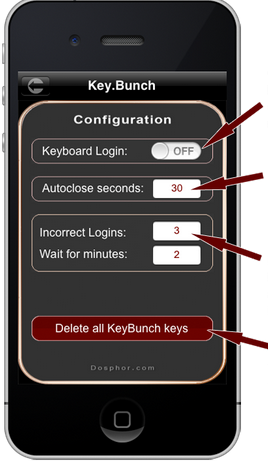 Key.Bunch
Configuration
Keyboard Login: OFF
Autoclose seconds: 30
Incorrect Logins: 3
Wait for minutes: 2
Delete all KeyBunch keys
Dosphor.com